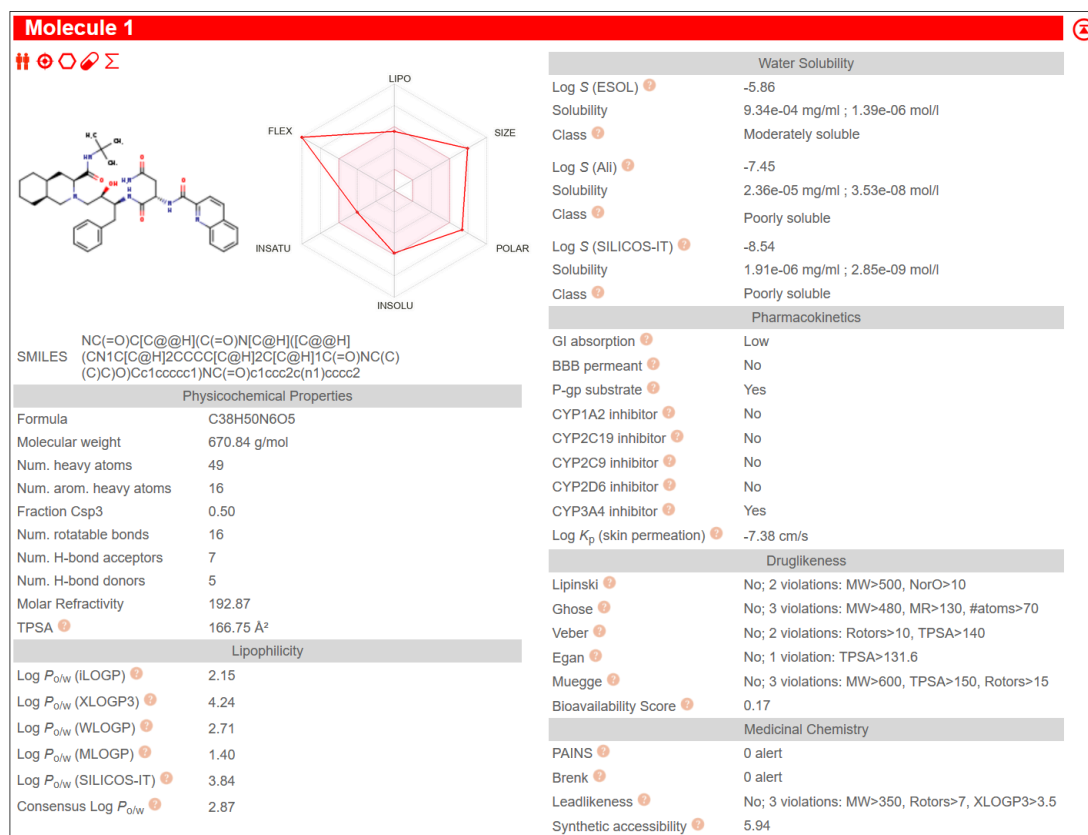 Molecule 1
LIPO
FLEX
SIZE
INSATU
POLAR
INSOLU
H₃C
CH₃
CH₃
NH
O
OH
N
H
N
O
O
H₂N
O
N
H
O
N
SMILES
NC(=O)C[C@@H](C(=O)N[C@H]([C@@H]
(CN1C[C@H]2CCCC[C@H]2C[C@H]1C(=O)NC(C)
(C)C)O)Cc1ccccc1)NC(=O)c1ccc2c(n1)cccc2
Physicochemical Properties
Formula C38H50N6O5
Molecular weight 670.84 g/mol
Num. heavy atoms 49
Num. arom. heavy atoms 16
Fraction Csp3 0.50
Num. rotatable bonds 16
Num. H-bond acceptors 7
Num. H-bond donors 5
Molar Refractivity 192.87
TPSA ? 166.75 Å²
Lipophilicity
Log P o/w (iLOGP) ? 2.15
Log P o/w (XLOGP3) ? 4.24
Log P o/w (WLOGP) ? 2.71
Log P o/w (MLOGP) ? 1.40
Log P o/w (SILICOS-IT) ? 3.84
Consensus Log P o/w ? 2.87
Water Solubility
Log S (ESOL) ? -5.86
Solubility 9.34e-04 mg/ml ; 1.39e-06 mol/l
Class ? Moderately soluble
Log S (Ali) ? -7.45
Solubility 2.36e-05 mg/ml ; 3.53e-08 mol/l
Class ? Poorly soluble
Log S (SILICOS-IT) ? -8.54
Solubility 1.91e-06 mg/ml ; 2.85e-09 mol/l
Class ? Poorly soluble
Pharmacokinetics
GI absorption ? Low
BBB permeant ? No
P-gp substrate ? Yes
CYP1A2 inhibitor ? No
CYP2C19 inhibitor ? No
CYP2C9 inhibitor ? No
CYP2D6 inhibitor ? No
CYP3A4 inhibitor ? Yes
Log Kp (skin permeation) ? -7.38 cm/s
Druglikeness
Lipinski ? No; 2 violations: MW>500, NorO>10
Ghose ? No; 3 violations: MW>480, MR>130, #atoms>70
Veber ? No; 2 violations: Rotors>10, TPSA>140
Egan ? No; 1 violation: TPSA>131.6
Muegge ? No; 3 violations: MW>600, TPSA>150, Rotors>15
Bioavailability Score ? 0.17
Medicinal Chemistry
PAINS ? 0 alert
Brenk ? 0 alert
Leadlikeness ? No; 3 violations: MW>350, Rotors>7, XLOGP3>3.5
Synthetic accessibility ? 5.94